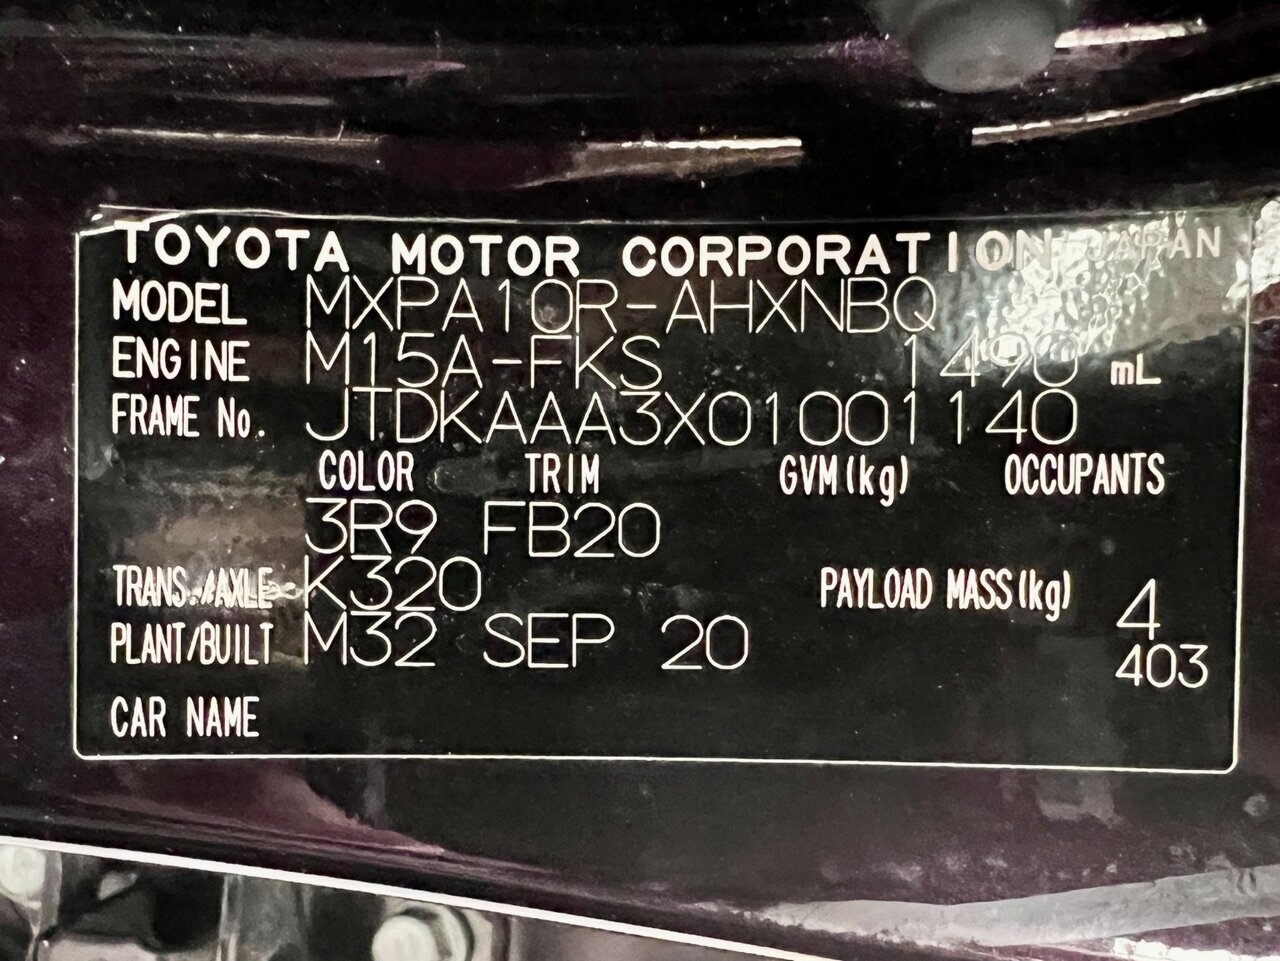 TOYOTA MOTOR CORPORATION JAPAN
MODEL MXPA10R-AHXNBQ
ENGINE M15A-FKS 1490 mL
FRAME No. JTDKAAA3X01001140
COLOR TRIM GVM(kg) OCCUPANTS
3R9 FB20
TRANS./AXLE K320 PAYLOAD MASS(kg) 4
PLANT/BUILT M32 SEP 20 403
CAR NAME